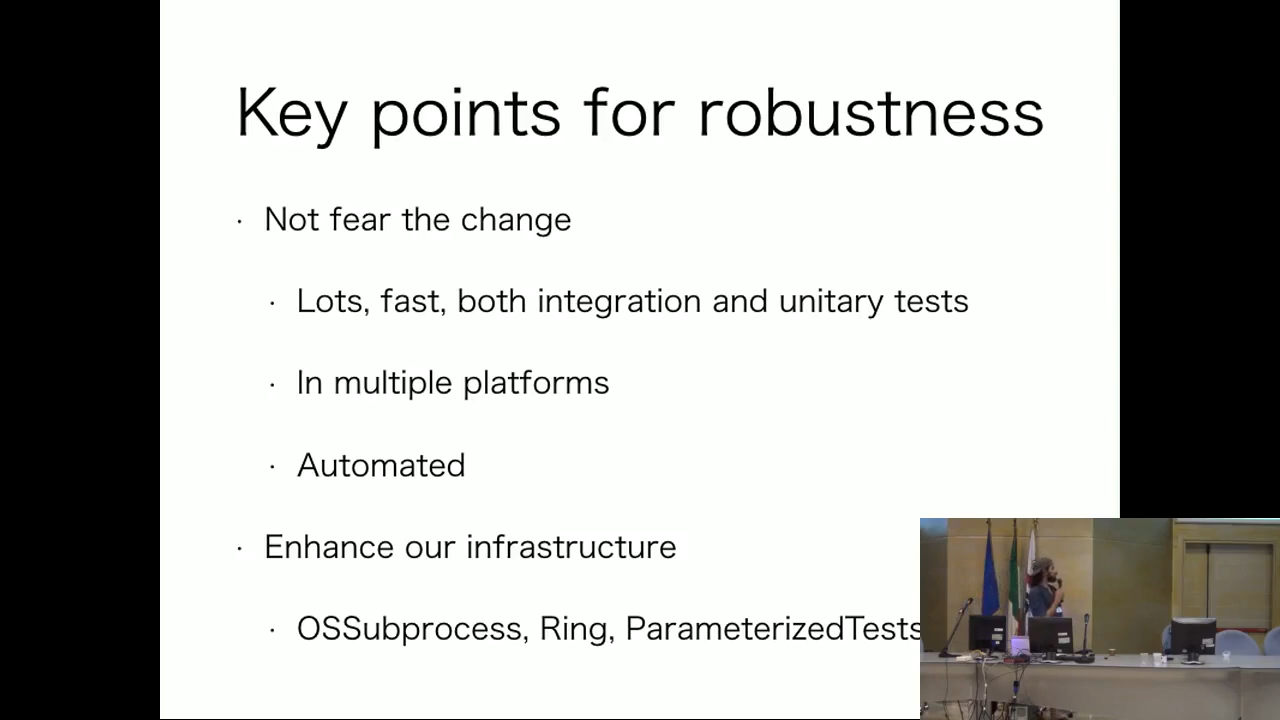 Key points for robustness
· Not fear the change
· Lots, fast, both integration and unitary tests
· In multiple platforms
· Automated
· Enhance our infrastructure
· OSSubprocess, Ring, ParameterizedTests